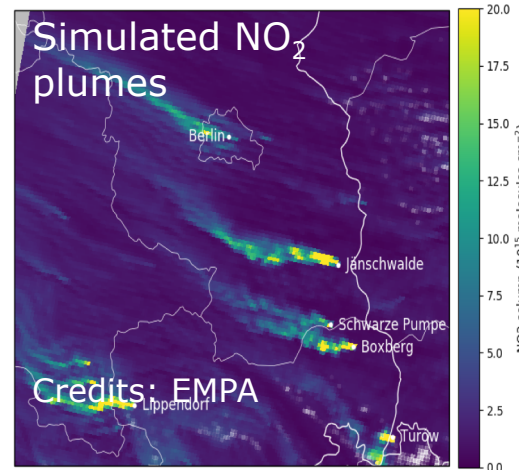 Simulated NO₂
plumes
Berlin
Jänschwalde
Schwarze Pumpe
Boxberg
Credits: EMPA
Lippendorf
Turow
20.0
17.5
15.0
12.5
10.0
7.5
5.0
2.5
0.0